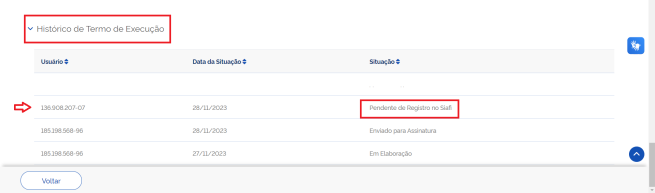 Histórico de Termo de Execução
Usuário Data da Situação Situação
136.908.207-07 28/11/2023 Pendente de Registro no Siafi
185.198.568-96 28/11/2023 Enviado para Assinatura
185.198.568-96 27/11/2023 Em Elaboração
Voltar